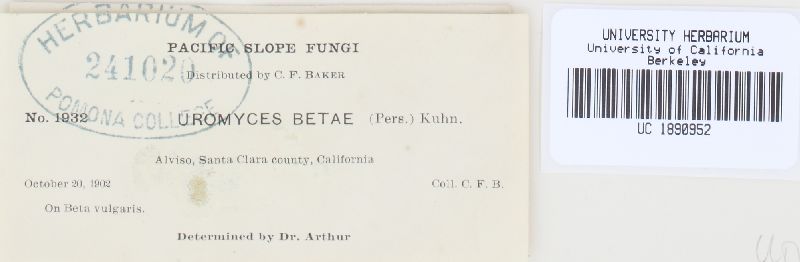 HERBARIUM OF
241020
POMONA COLLEGE
PACIFIC SLOPE FUNGI
Distributed by C. F. BAKER
No. 1932 UROMYCES BETAE (Pers.) Kuhn.
Alviso, Santa Clara county, California
October 20, 1902 Coll. C. F. B.
On Beta vulgaris.
Determined by Dr. Arthur
UNIVERSITY HERBARIUM
University of California
Berkeley
UC 1890952